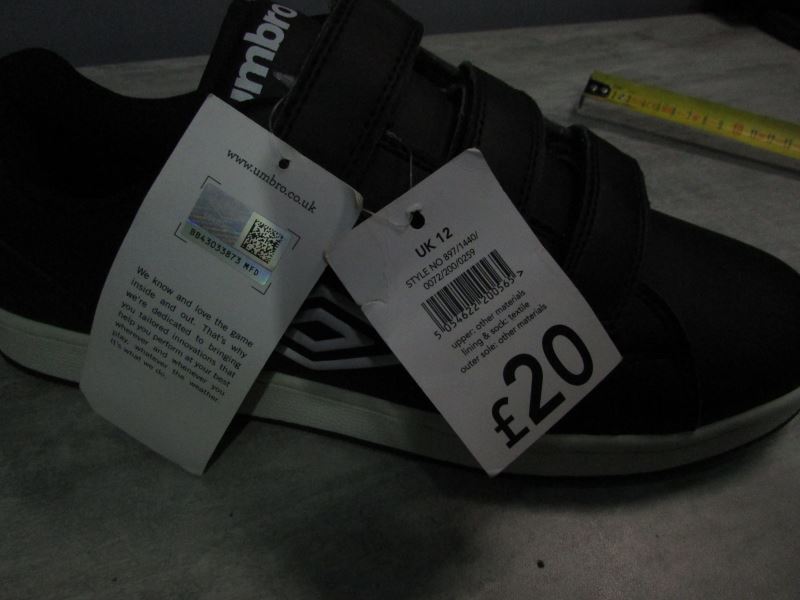 umbro
www.umbro.co.uk
BB43033873 MFD
We know and love the game
inside and out. That's why
we're dedicated to bringing
you tailored innovations that
help you perform at your best
wherever and whenever you
play, whatever the weather.
It's what we do.
UK 12
STYLE NO 897/1440/
0072/200/0259
upper: other materials
lining & sock: textile
outer sole: other materials
£20